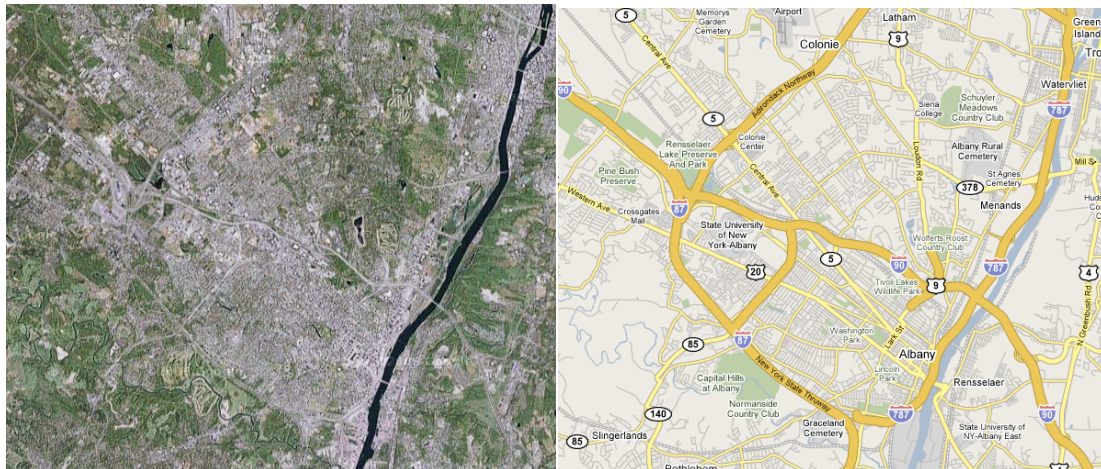 5
Memorys
Garden
Cemetery
Airport
Latham
Green
Island
Tro
Colonie
9
Watervliet
Central Ave
90
Adirondack Northway
787
Siena
College
Schuyler
Meadows
Country Club
5
Colonie
Center
Rensselaer
Lake Preserve
And Park
Loudon Rd
Albany Rural
Cemetery
Pine Bush
Preserve
Central Ave
St Agnes
Cemetery
Mill S
378
Western Ave
Menands
Crossgates
Mall
87
State University
of New
York-Albany
Wolferts Roost
Country Club
5
90
787
20
9
4
Tivoli Lakes
Wildlife Park
N Greenbush Rd
Washington
Park
Lark St
85
87
Albany
New York State Thruway
Lincoln
Park
Rensselaer
Capital Hills
at Albany
Normanside
Country Club
140
787
90
Graceland
Cemetery
State University of
NY-Albany East
85
Slingerlands